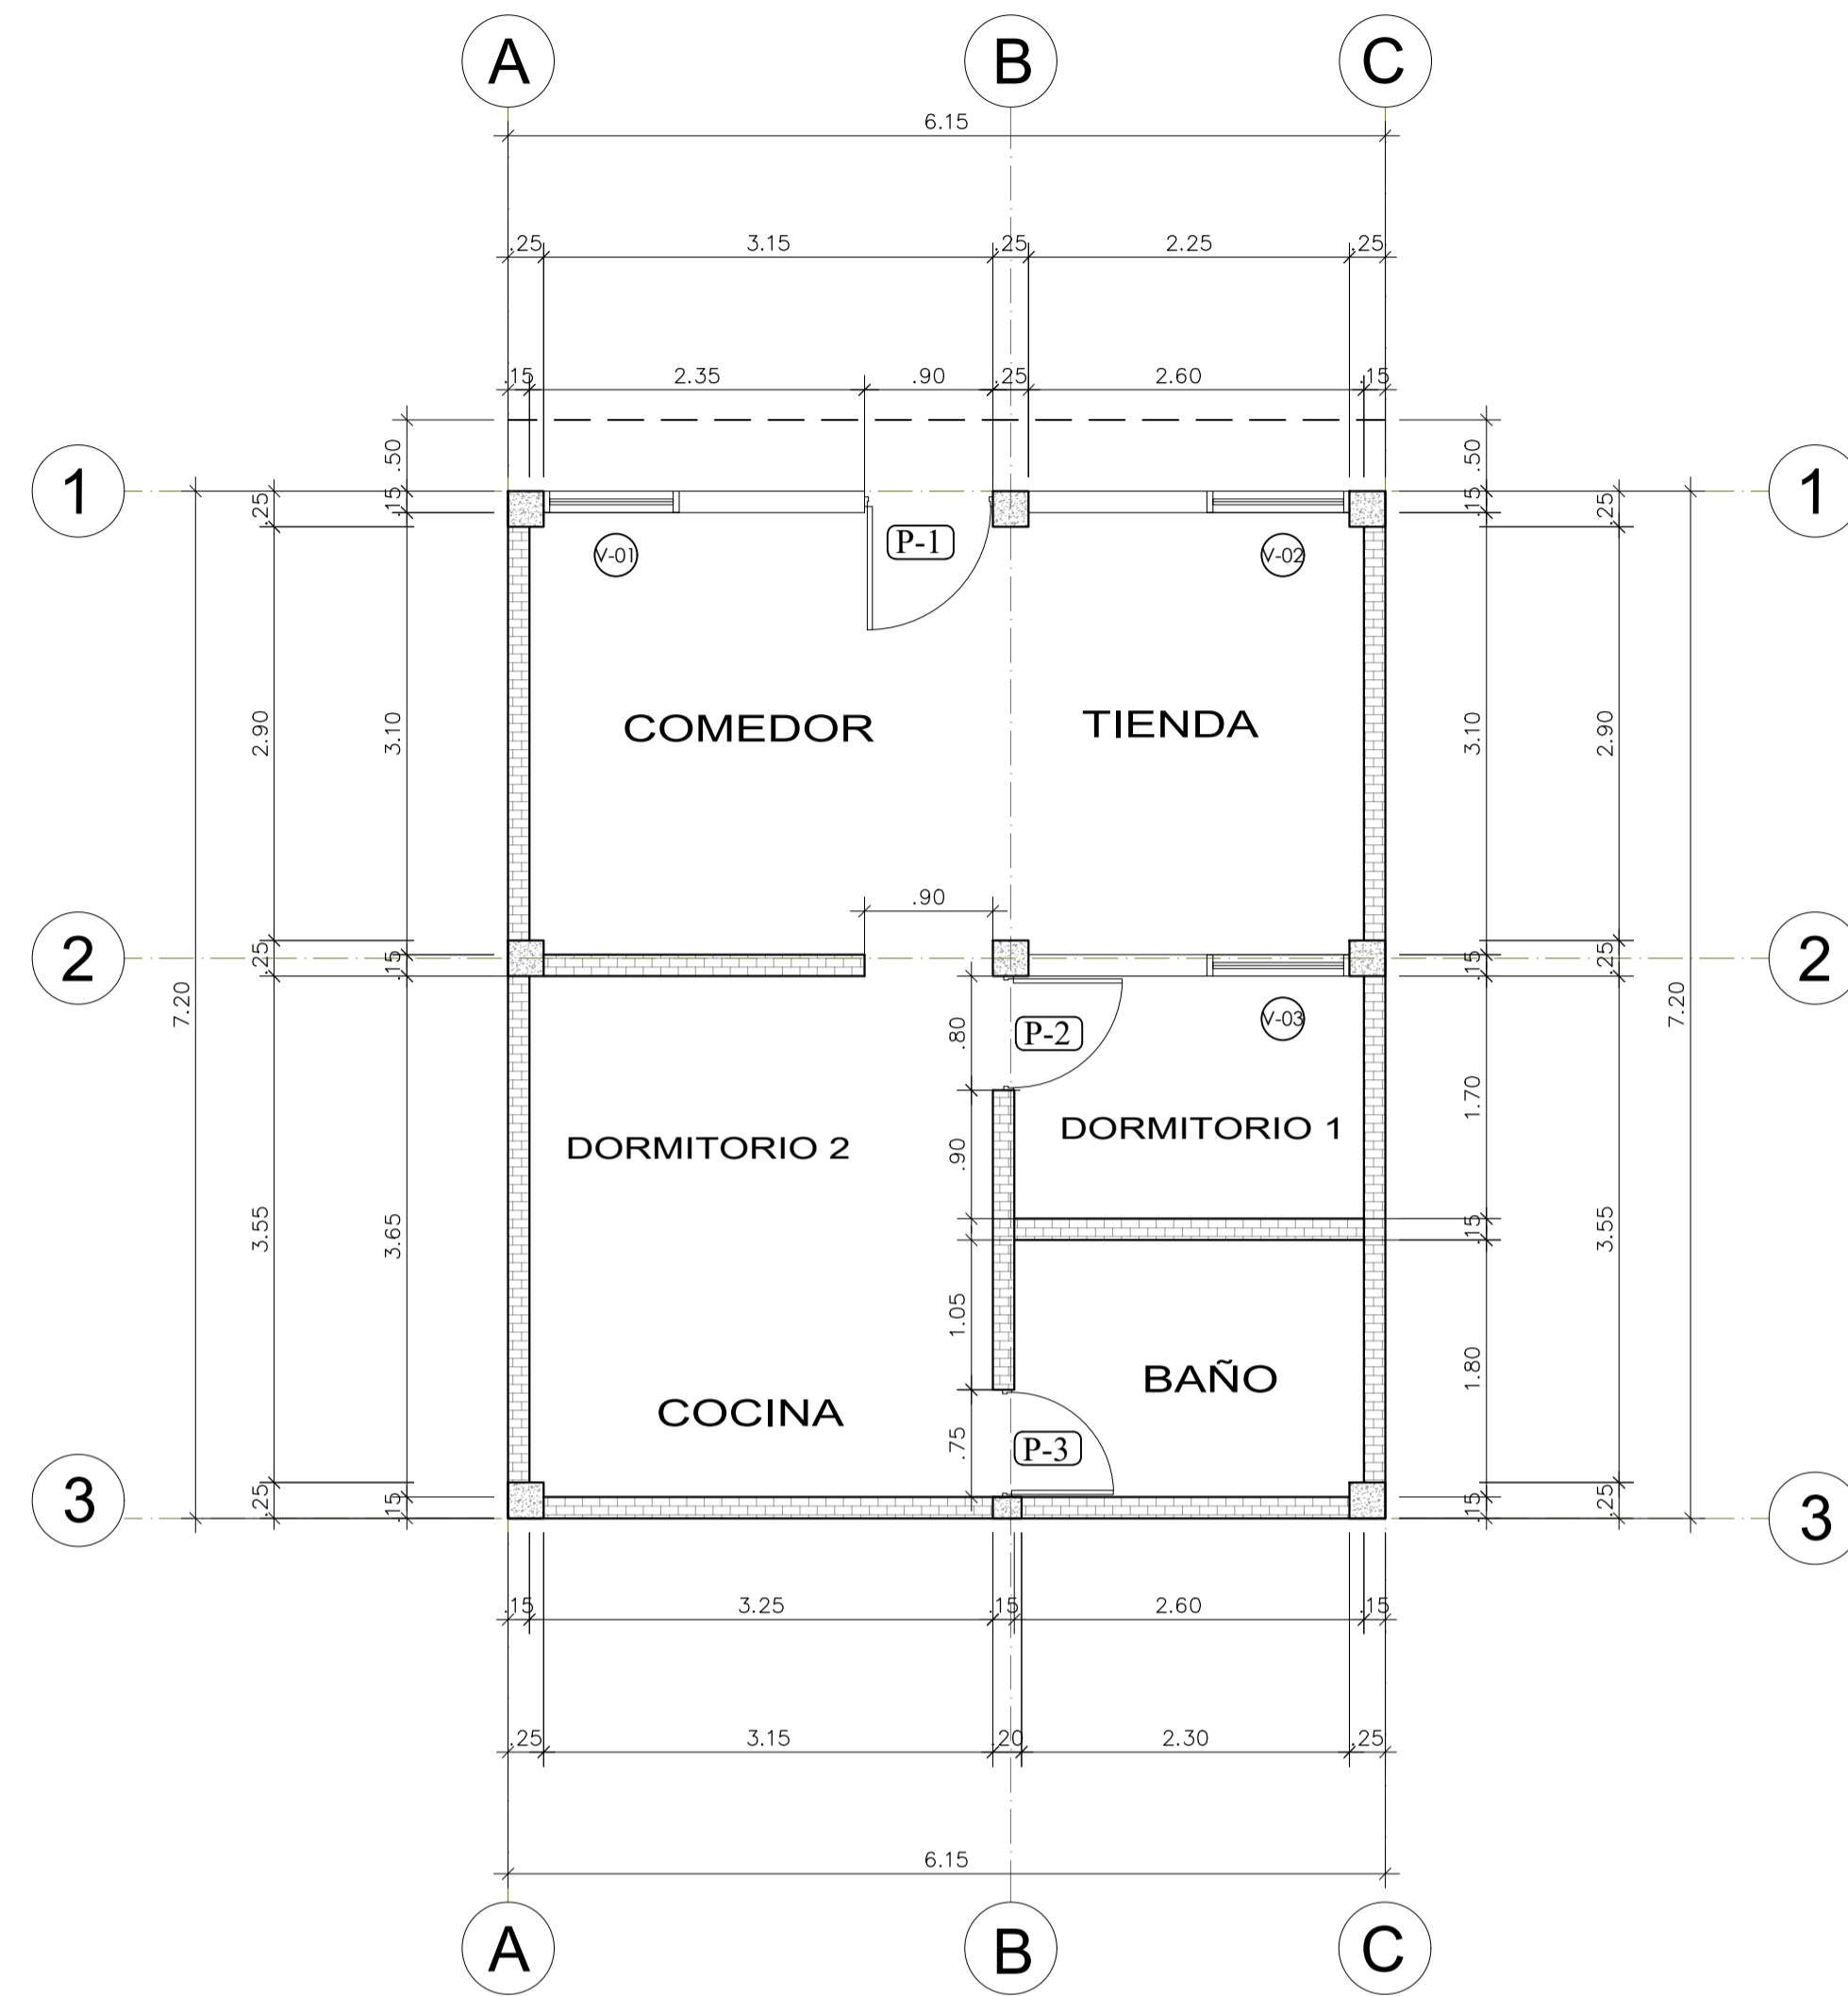 A B C
6.15
.25 3.15 .25 2.25 .25
.15 2.35 .90 .25 2.60 .15
.50 .50
1 .25 .15 .15 .25 1
P-1
V-01 V-02
2.90 3.10 COMEDOR TIENDA 3.10 2.90
.90
2 .25 .15 .15 .25 2
7.20 7.20
V-03
.80 P-2
1.70
DORMITORIO 2 .90 DORMITORIO 1
3.55 3.65 .15 3.55
1.05
1.80
COCINA BAÑO
.75 P-3
3 .25 .15 .15 .25 3
.15 3.25 .15 2.60 .15
.25 3.15 .20 2.30 .25
6.15
A B C